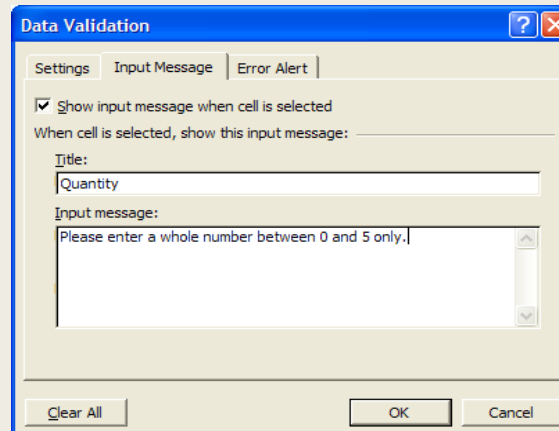 Data Validation
Settings Input Message Error Alert
Show input message when cell is selected
When cell is selected, show this input message:
Title:
Quantity
Input message:
Please enter a whole number between 0 and 5 only.
Clear All OK Cancel